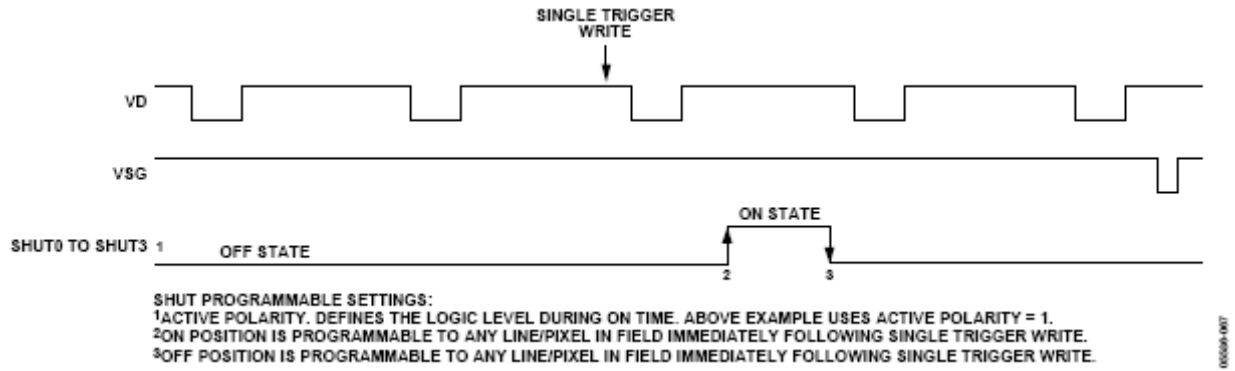 SINGLE TRIGGER
WRITE
VD
VSG
ON STATE
SHUT0 TO SHUT3 1
OFF STATE
2
3
SHUT PROGRAMMABLE SETTINGS:
1ACTIVE POLARITY. DEFINES THE LOGIC LEVEL DURING ON TIME. ABOVE EXAMPLE USES ACTIVE POLARITY = 1.
2ON POSITION IS PROGRAMMABLE TO ANY LINE/PIXEL IN FIELD IMMEDIATELY FOLLOWING SINGLE TRIGGER WRITE.
3OFF POSITION IS PROGRAMMABLE TO ANY LINE/PIXEL IN FIELD IMMEDIATELY FOLLOWING SINGLE TRIGGER WRITE.